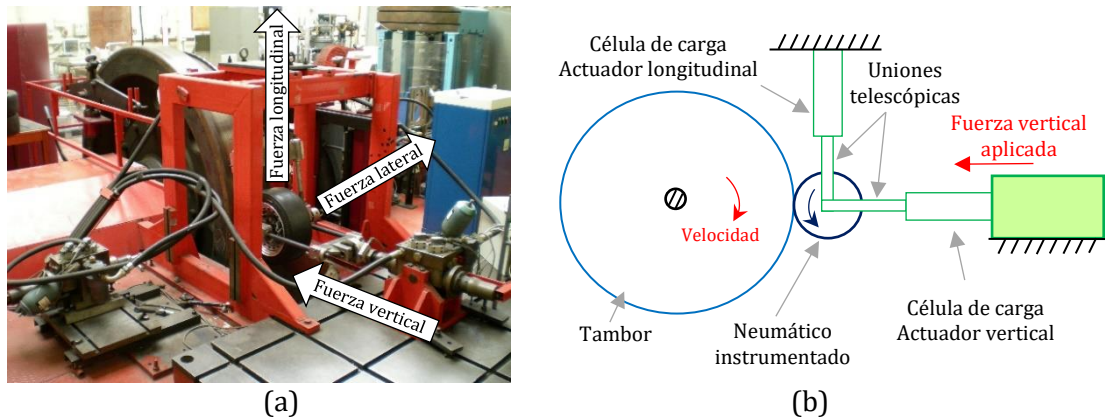 Fuerza longitudinal
Fuerza lateral
Fuerza vertical
(a)
Célula de carga
Actuador longitudinal
Uniones
telescópicas
Fuerza vertical
aplicada
Velocidad
Tambor
Neumático
instrumentado
Célula de carga
Actuador vertical
(b)